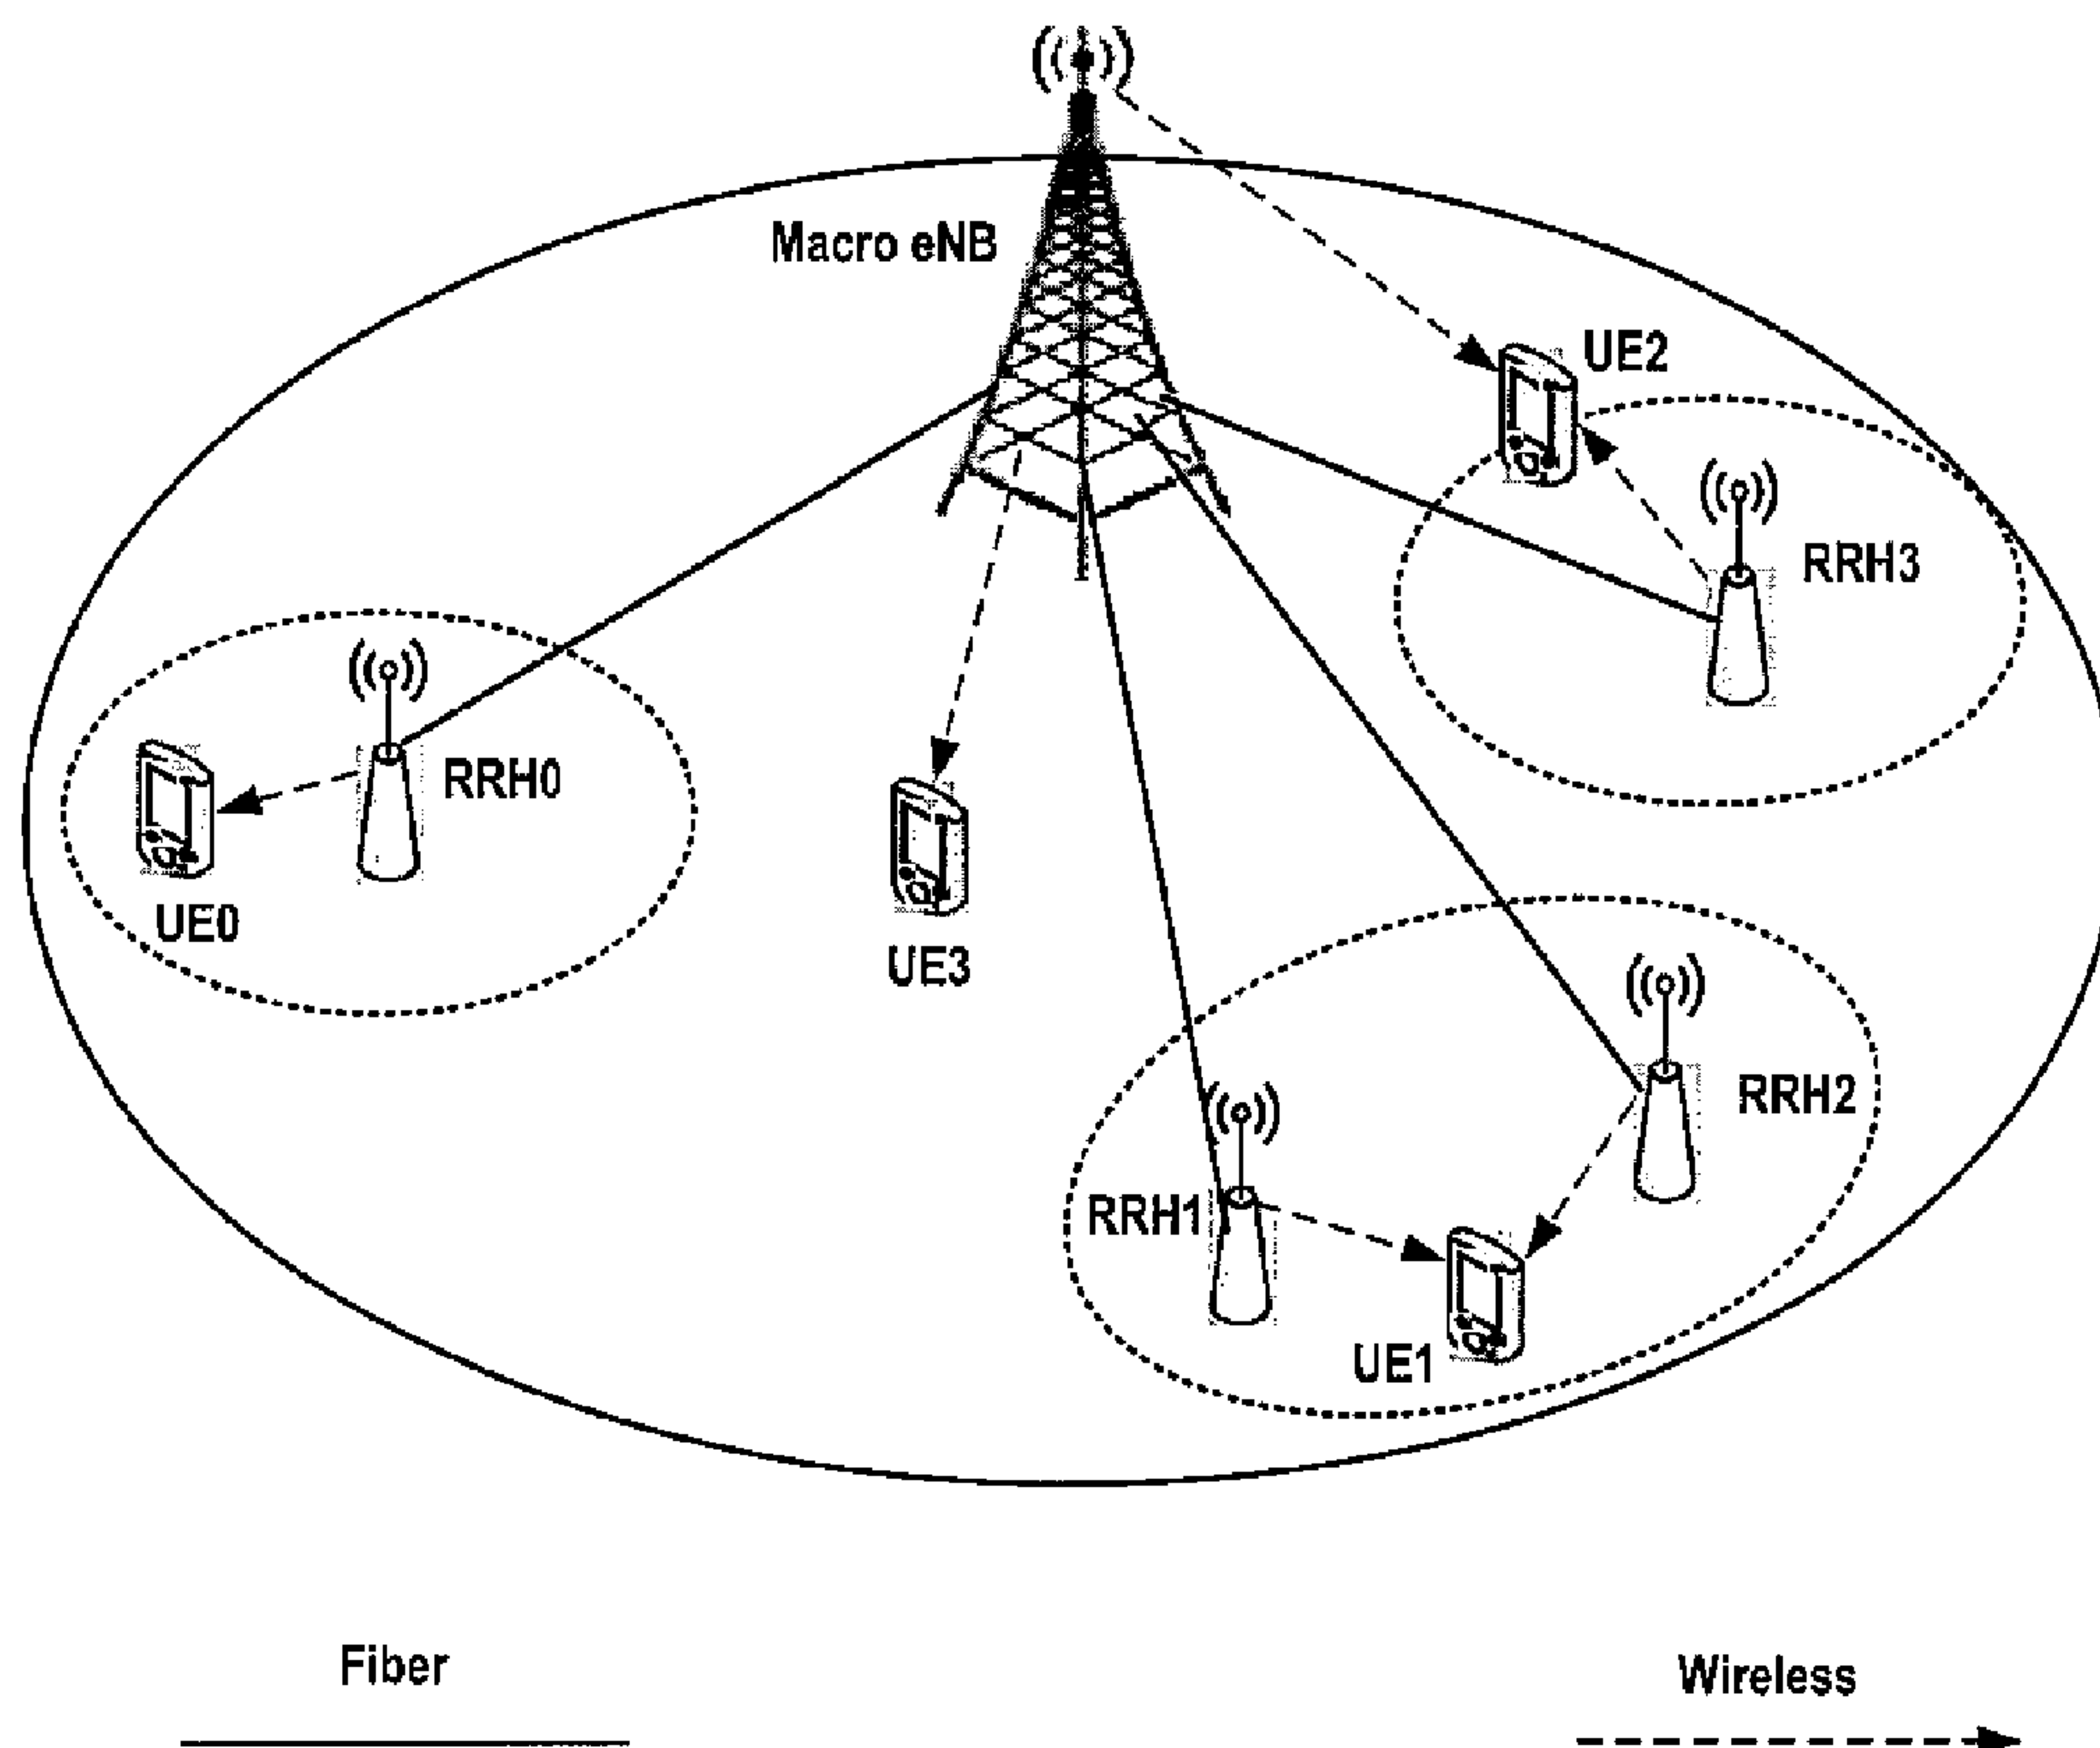 Macro eNB
UE2
RRH3
RRH0
UE0
UE3
RRH2
RRH1
UE1
Fiber
Wireless